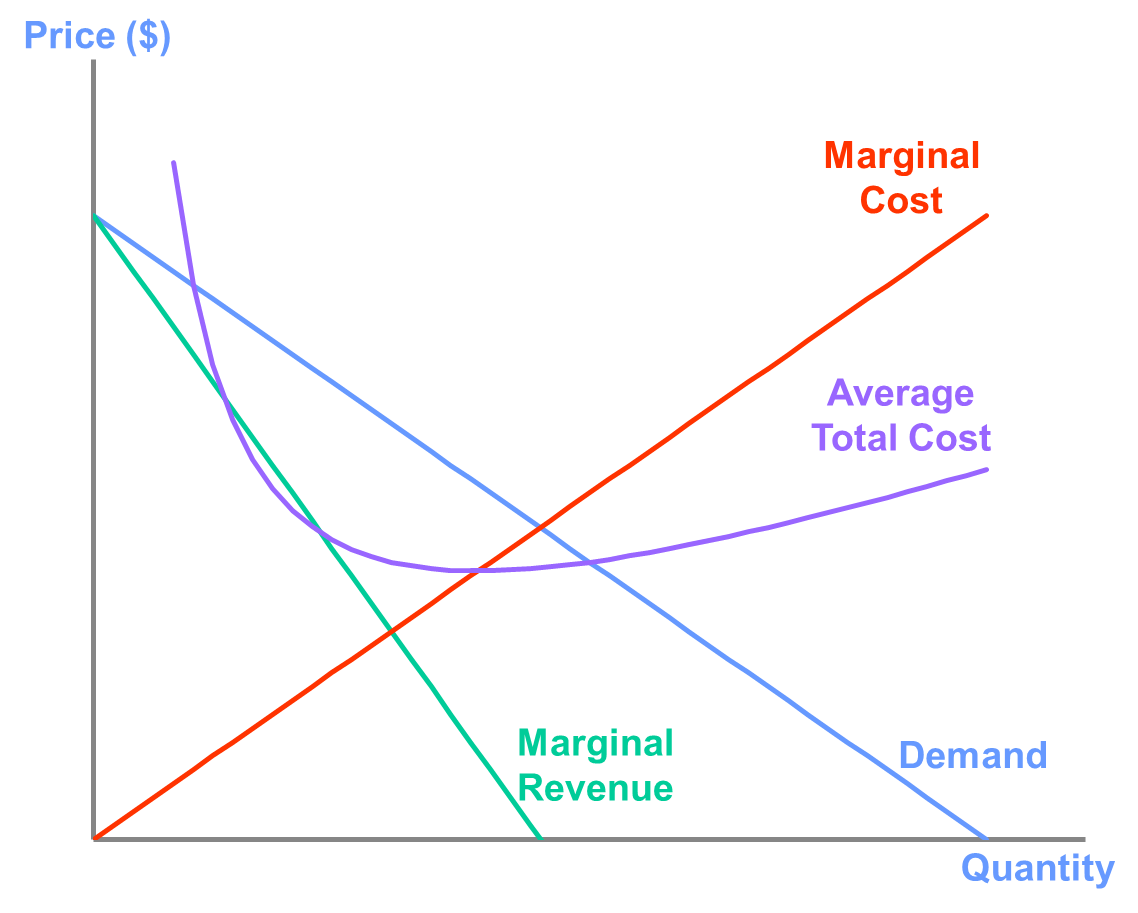 Price ($)
Marginal
Cost
Average
Total Cost
Marginal
Revenue
Demand
Quantity